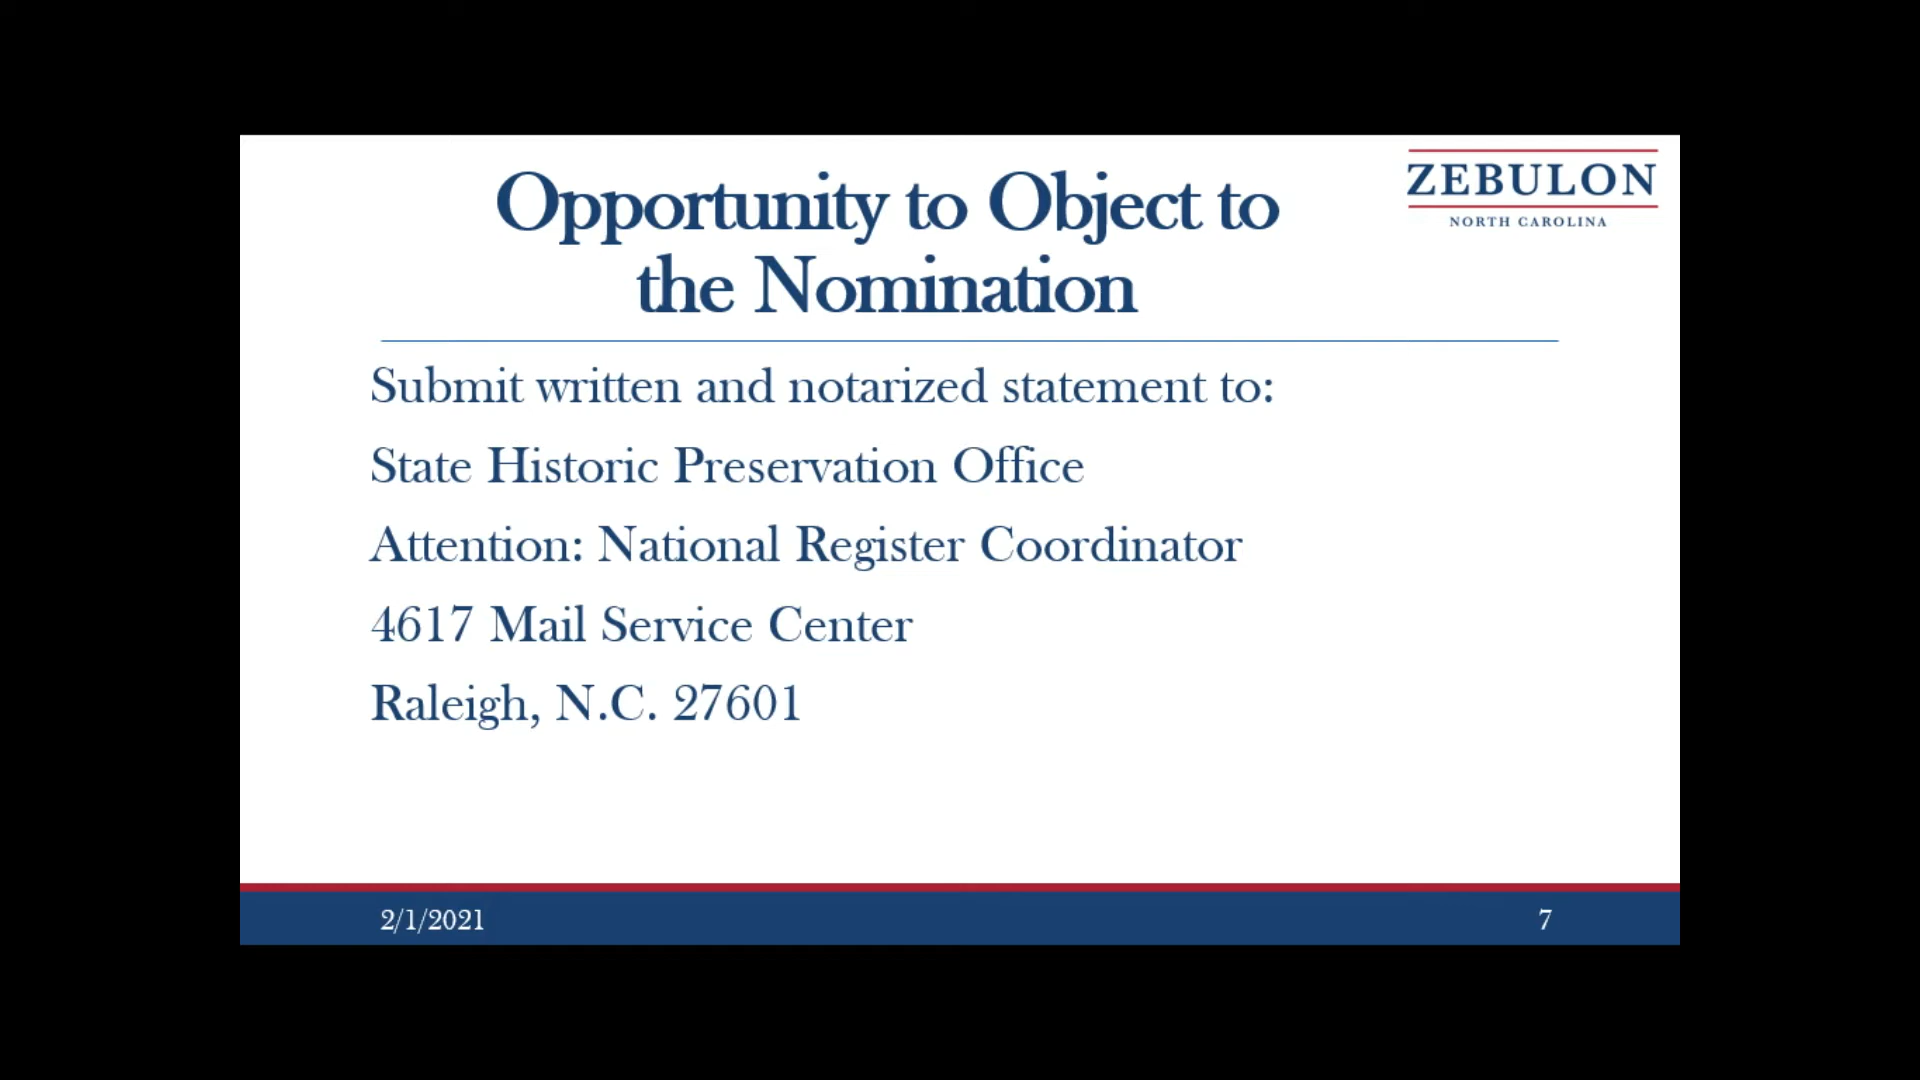 Opportunity to Object to
the Nomination
ZEBULON
NORTH CAROLINA
Submit written and notarized statement to:
State Historic Preservation Office
Attention: National Register Coordinator
4617 Mail Service Center
Raleigh, N.C. 27601
2/1/2021
7